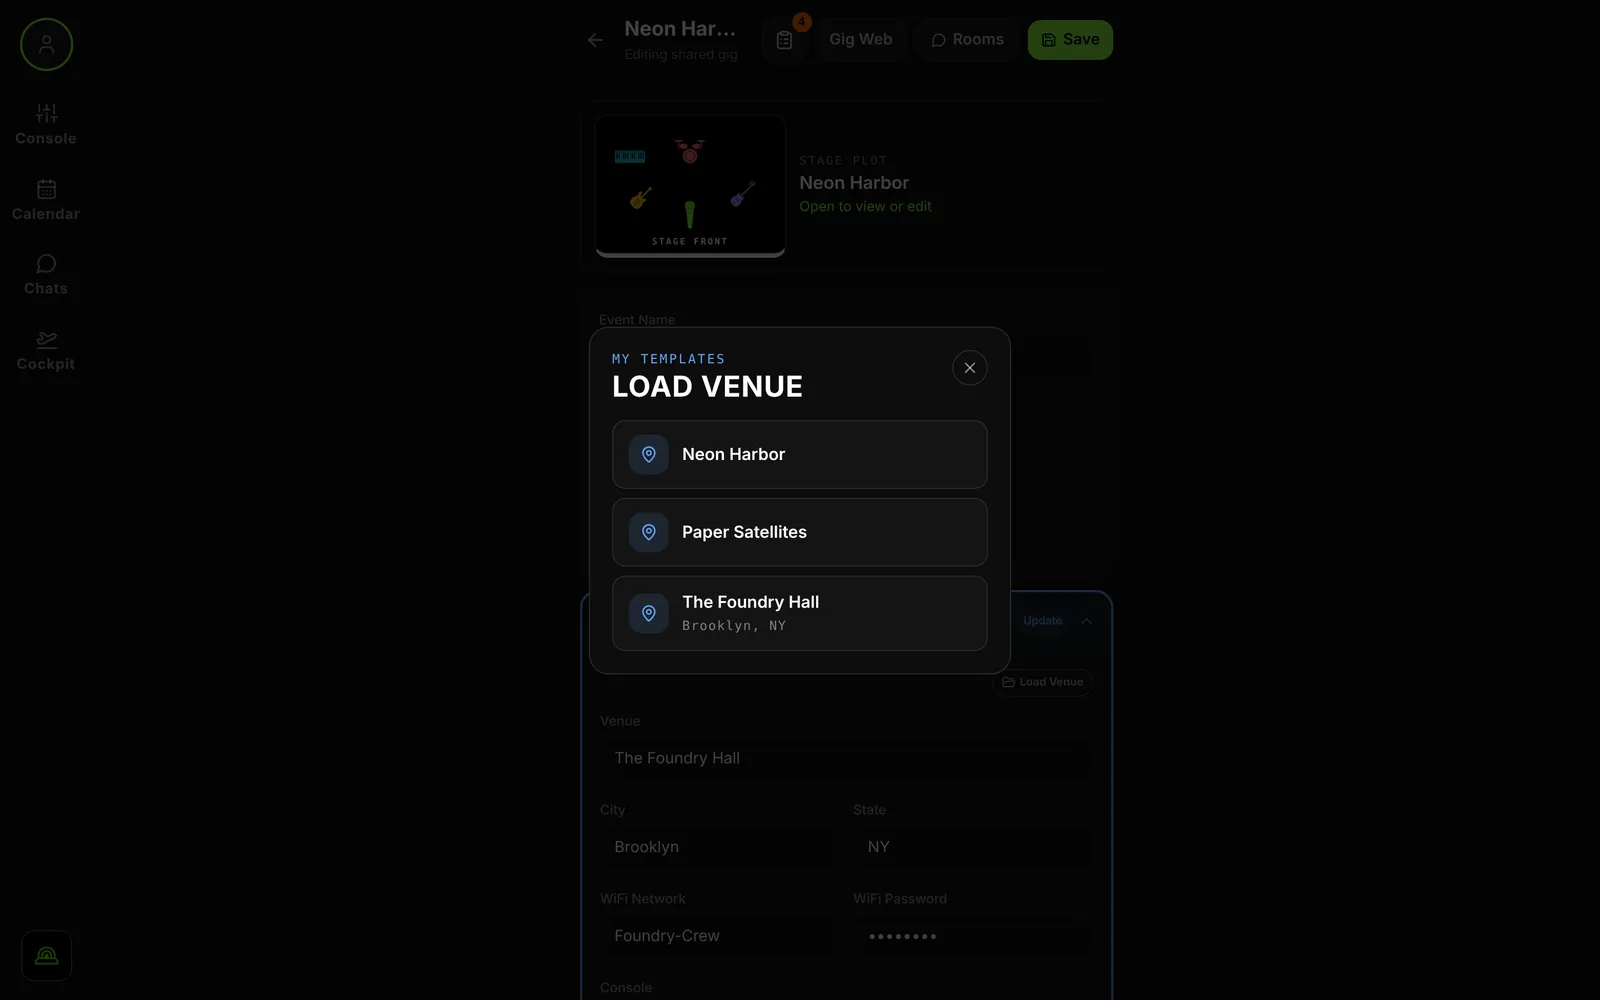 Neon Har...
Editing shared gig
4
Gig Web
Rooms
Save
Console
Calendar
Chats
Cockpit
STAGE FRONT
STAGE PLOT
Neon Harbor
Open to view or edit
Event Name
MY TEMPLATES
LOAD VENUE
Neon Harbor
Paper Satellites
The Foundry Hall
Brooklyn, NY
Update
Load Venue
Venue
The Foundry Hall
City
State
Brooklyn
NY
WiFi Network
WiFi Password
Foundry-Crew
••••••••
Console